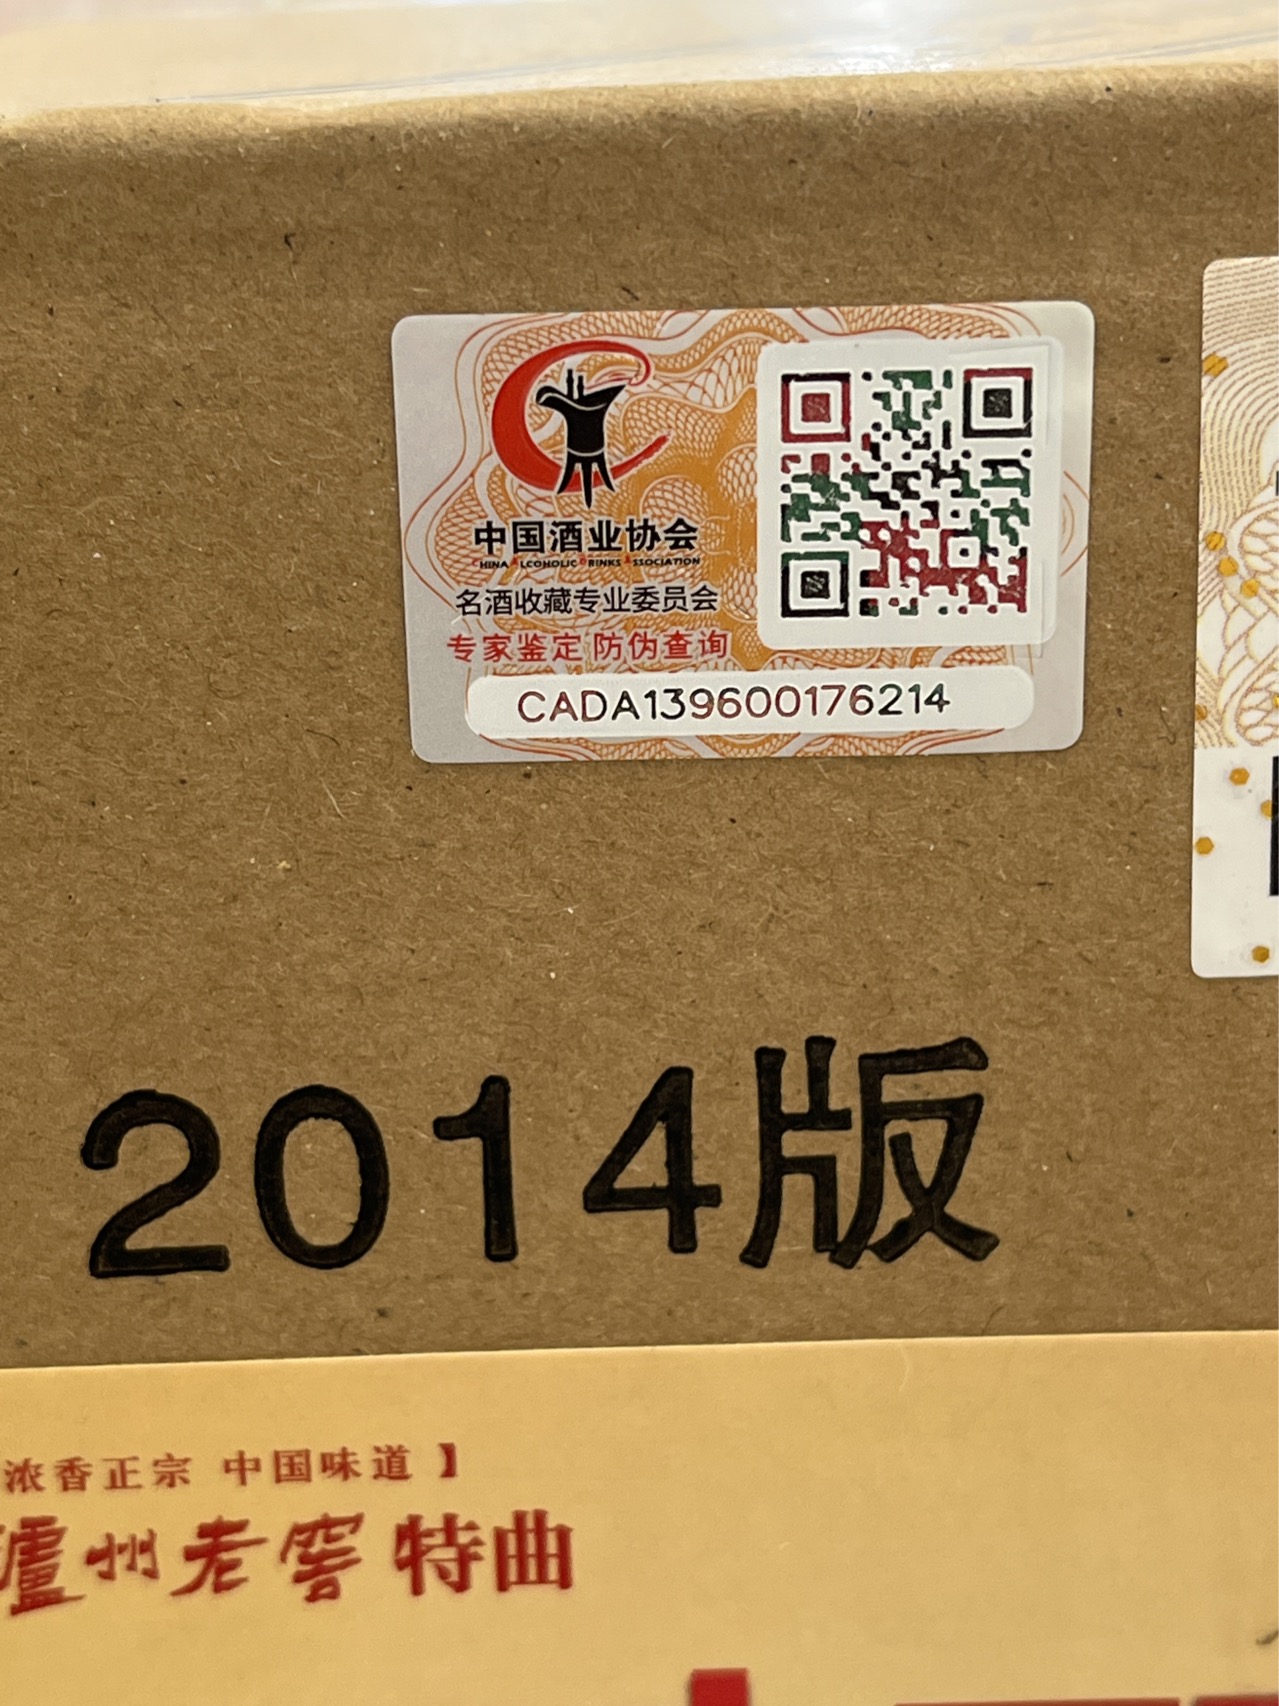 中国酒业协会
CHINA ALCOHOLIC DRINKS ASSOCIATION
名酒收藏专业委员会
专家鉴定 防伪查询
CADA139600176214
2014版
浓香正宗 中国味道】
泸州老窖特曲